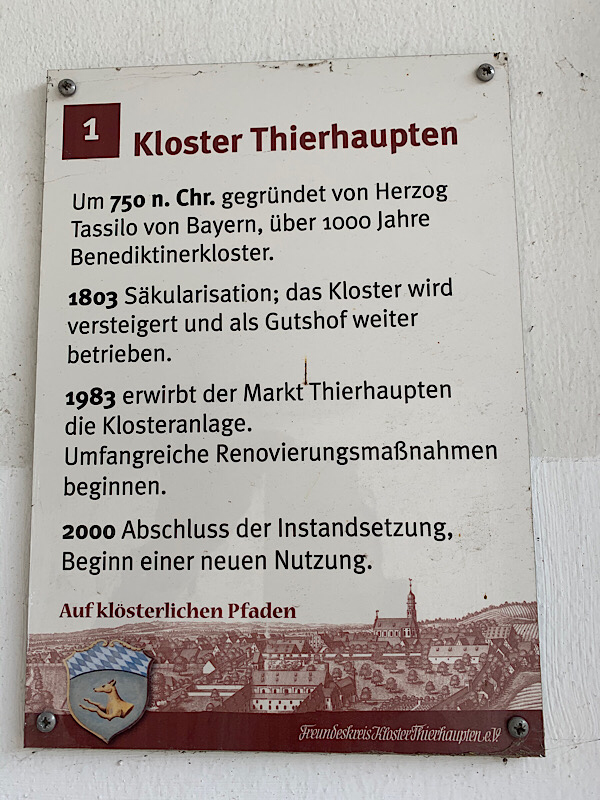 1
Kloster Thierhaupten
Um 750 n. Chr. gegründet von Herzog
Tassilo von Bayern, über 1000 Jahre
Benediktinerkloster.
1803 Säkularisation; das Kloster wird
versteigert und als Gutshof weiter
betrieben.
1983 erwirbt der Markt Thierhaupten
die Klosteranlage.
Umfangreiche Renovierungsmaßnahmen
beginnen.
2000 Abschluss der Instandsetzung,
Beginn einer neuen Nutzung.
Auf klösterlichen Pfaden
Freundeskreis Kloster Thierhaupten e.V.